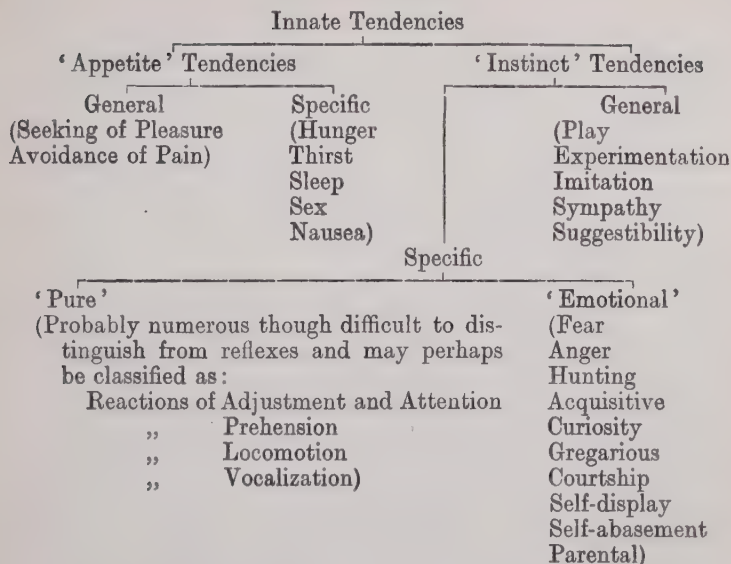 Innate Tendencies
‘Appetite’ Tendencies
‘Instinct’ Tendencies
General
(Seeking of Pleasure
Avoidance of Pain)
Specific
(Hunger
Thirst
Sleep
Sex
Nausea)
General
(Play
Experimentation
Imitation
Sympathy
Suggestibility)
Specific
‘Pure’
(Probably numerous though difficult to dis-
tinguish from reflexes and may perhaps
be classified as:
Reactions of Adjustment and Attention
„ Prehension
„ Locomotion
„ Vocalization)
‘Emotional’
(Fear
Anger
Hunting
Acquisitive
Curiosity
Gregarious
Courtship
Self-display
Self-abasement
Parental)